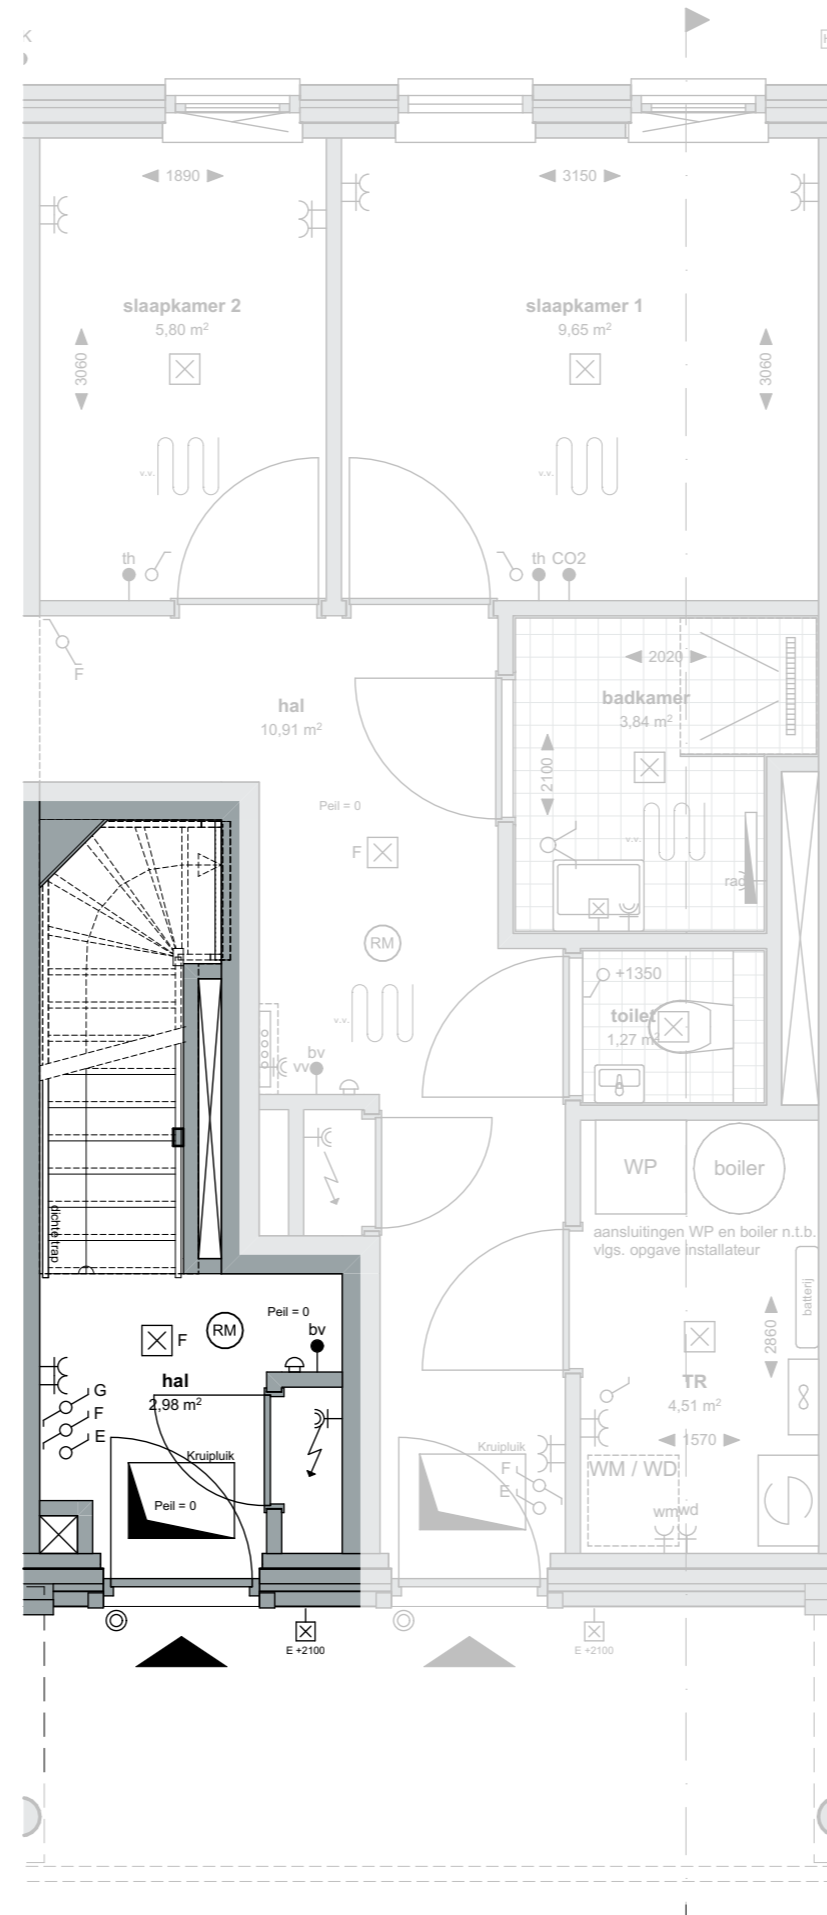 1890
3150
slaapkamer 2
5,80 m²
slaapkamer 1
9,65 m²
3060
3060
v.v.
v.v.
th
th CO2
F
2020
hal
10,91 m²
badkamer
3,84 m²
2100
Peil = 0
F
v.v.
rad
RM
+1350
toilet
1,27 m²
v.v.
bv
vv
WP
boiler
aansluitingen WP en boiler n.t.b.
vlgs. opgave installateur
dichte trap
batterij
Peil = 0
RM
F
bv
2860
hal
2,98 m²
TR
4,51 m²
G
F
E
1570
Kruipluik
Kruipluik
F
E
WM / WD
Peil = 0
wm
wd
E +2100
E +2100